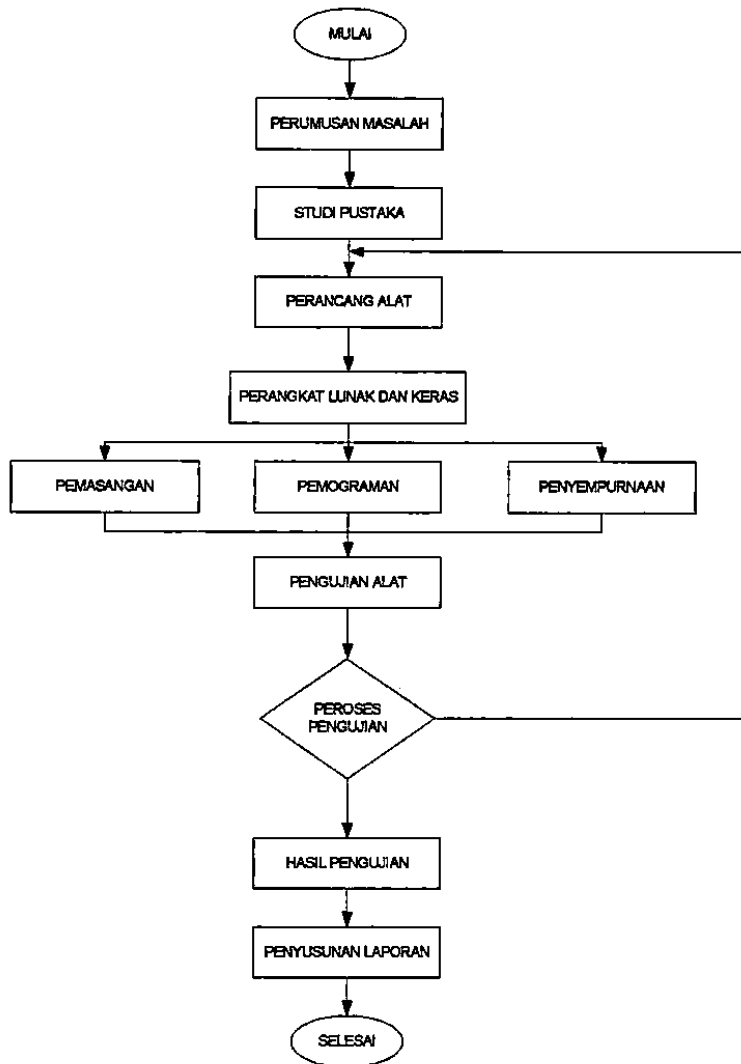 MULAI
PERUMUSAN MASALAH
STUDI PUSTAKA
PERANCANG ALAT
PERANGKAT LUNAK DAN KERAS
PEMASANGAN
PEMOGRAMAN
PENYEMPURNAAN
PENGUJIAN ALAT
PEROSES
PENGUJIAN
HASIL PENGUJIAN
PENYUSUNAN LAPORAN
SELESAI